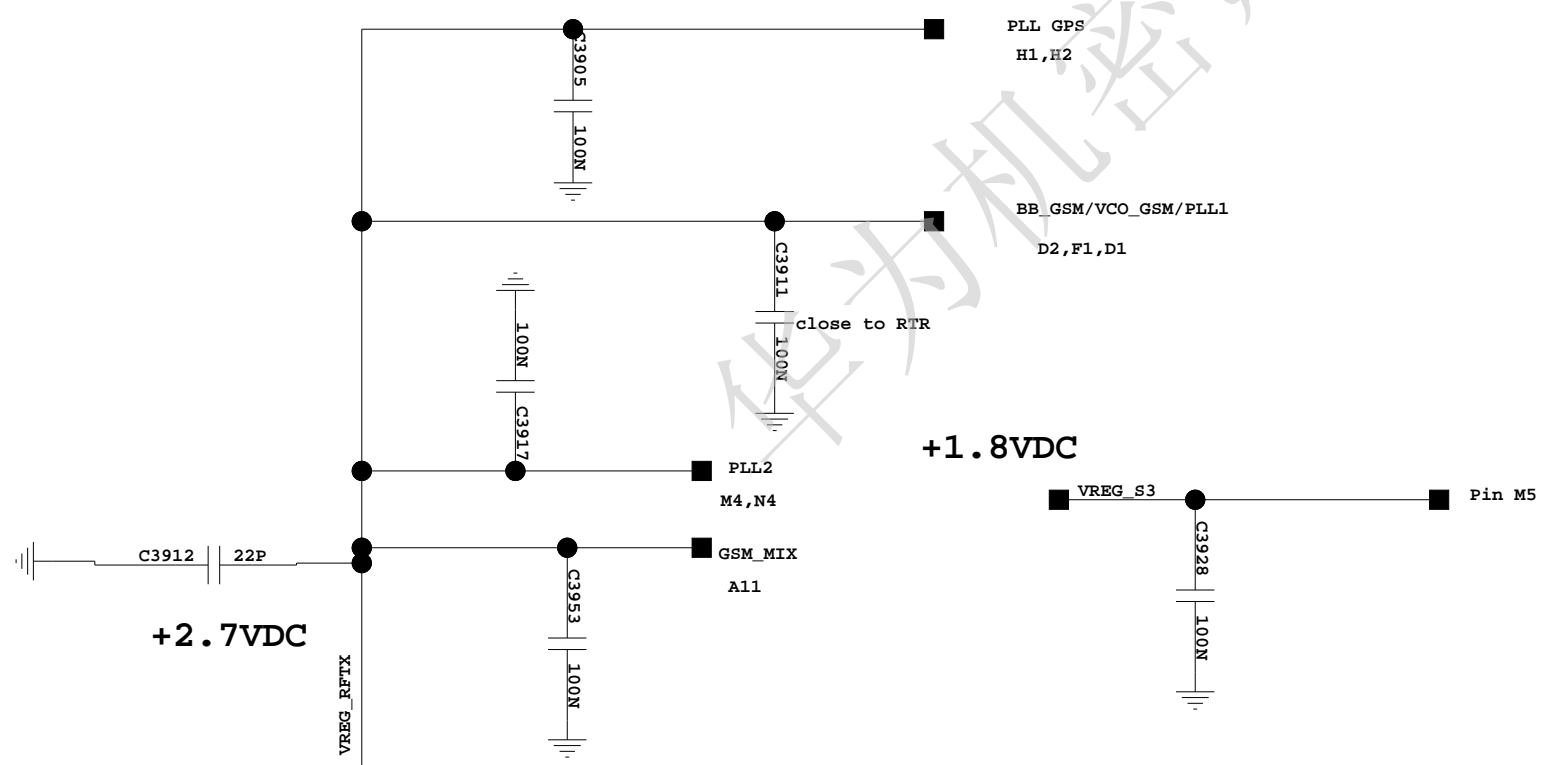 PLL GPS
H1,H2
C3905
100N
BB_GSM/VCO_GSM/PLL1
D2,F1,D1
C3911
close to RTR
100N
100N
C3917
PLL2
M4,N4
+1.8VDC
VREG_S3
Pin M5
C3928
100N
C3912
22P
GSM_MIX
A11
C3953
100N
+2.7VDC
VREG_RFTX
华为机密